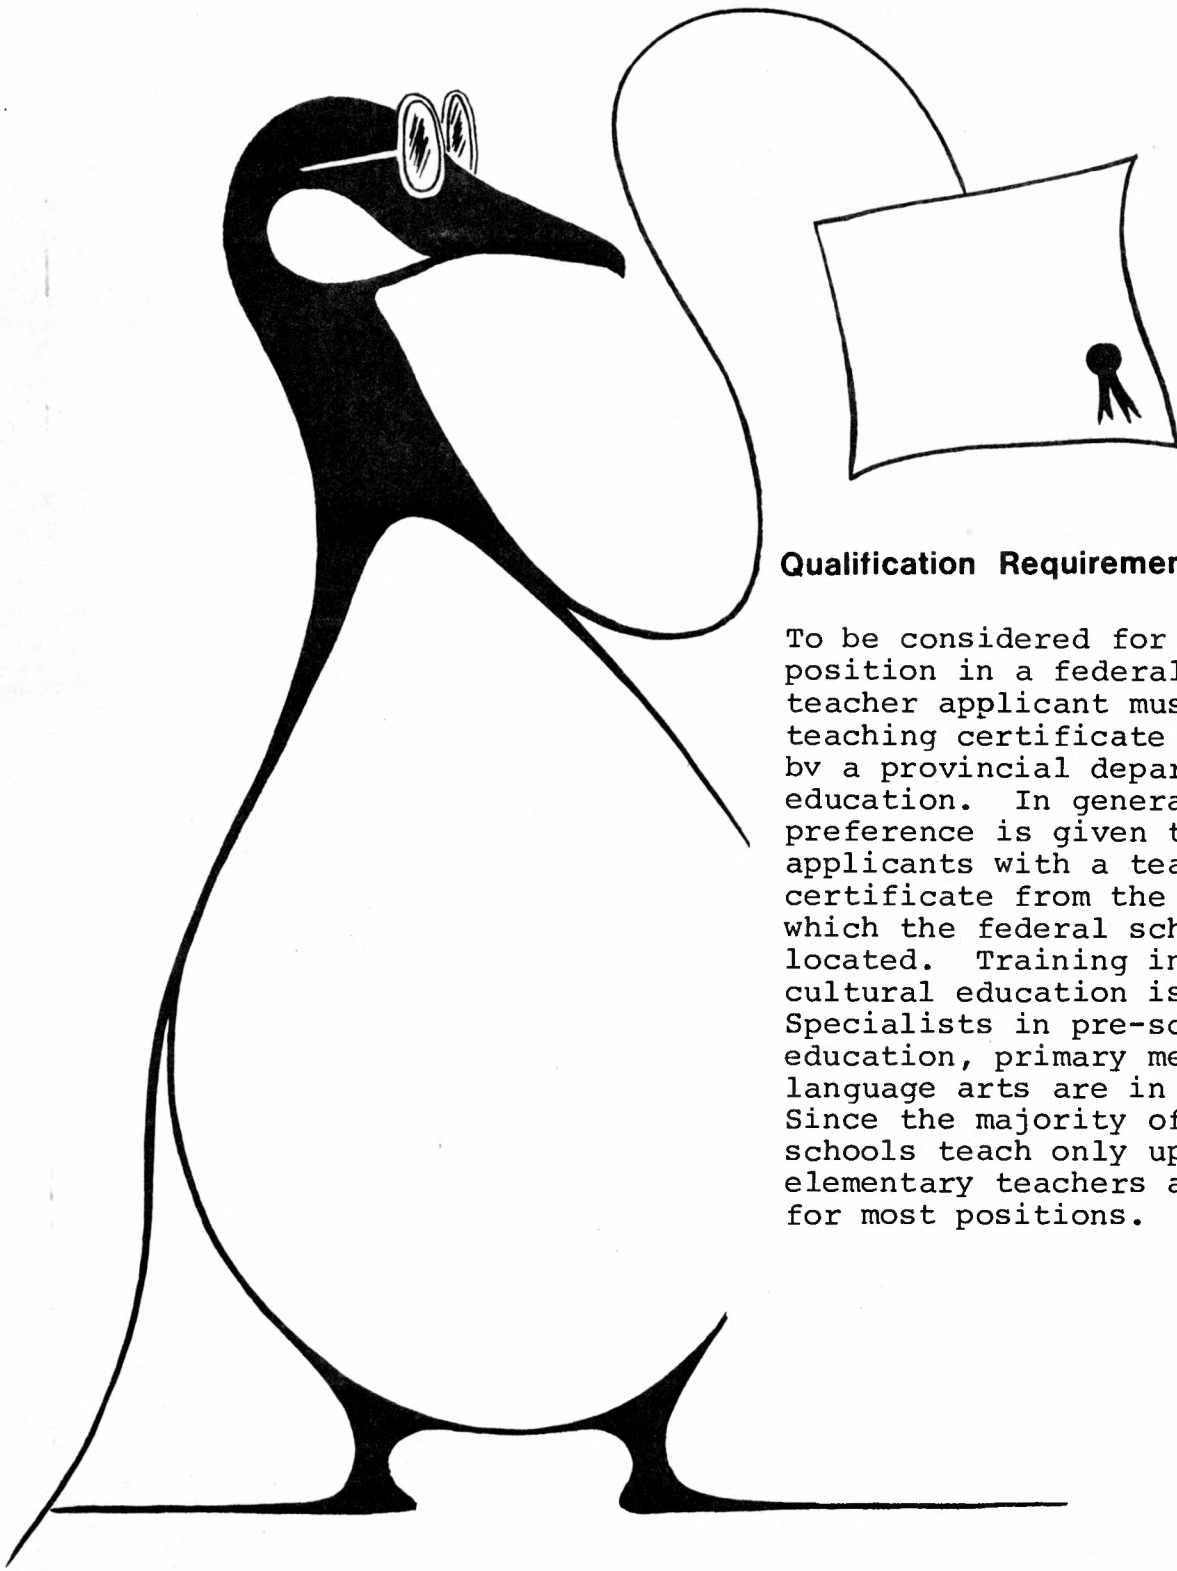 Qualification Requiremen
To be considered for
position in a federal
teacher applicant mus
teaching certificate
by a provincial depar
education. In genera
preference is given t
applicants with a tea
certificate from the
which the federal sch
located. Training in
cultural education is
Specialists in pre-sc
education, primary me
language arts are in
Since the majority of
schools teach only up
elementary teachers a
for most positions.